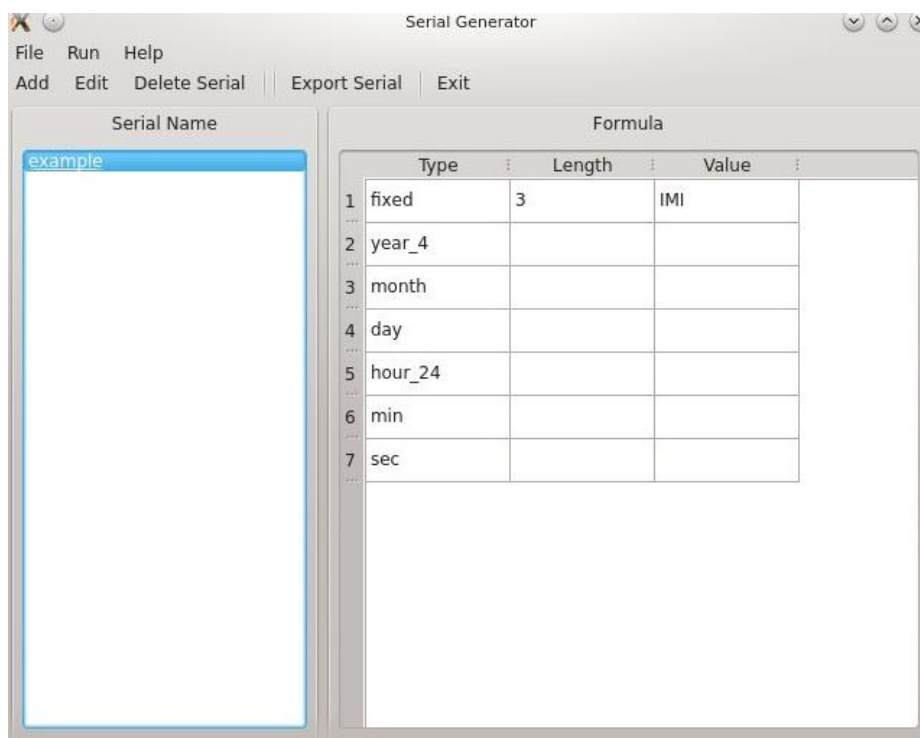 Serial Generator
File Run Help
Add Edit Delete Serial Export Serial Exit
Serial Name
example
Formula
Type Length Value
1 fixed 3 IMI
2 year_4
3 month
4 day
5 hour_24
6 min
7 sec